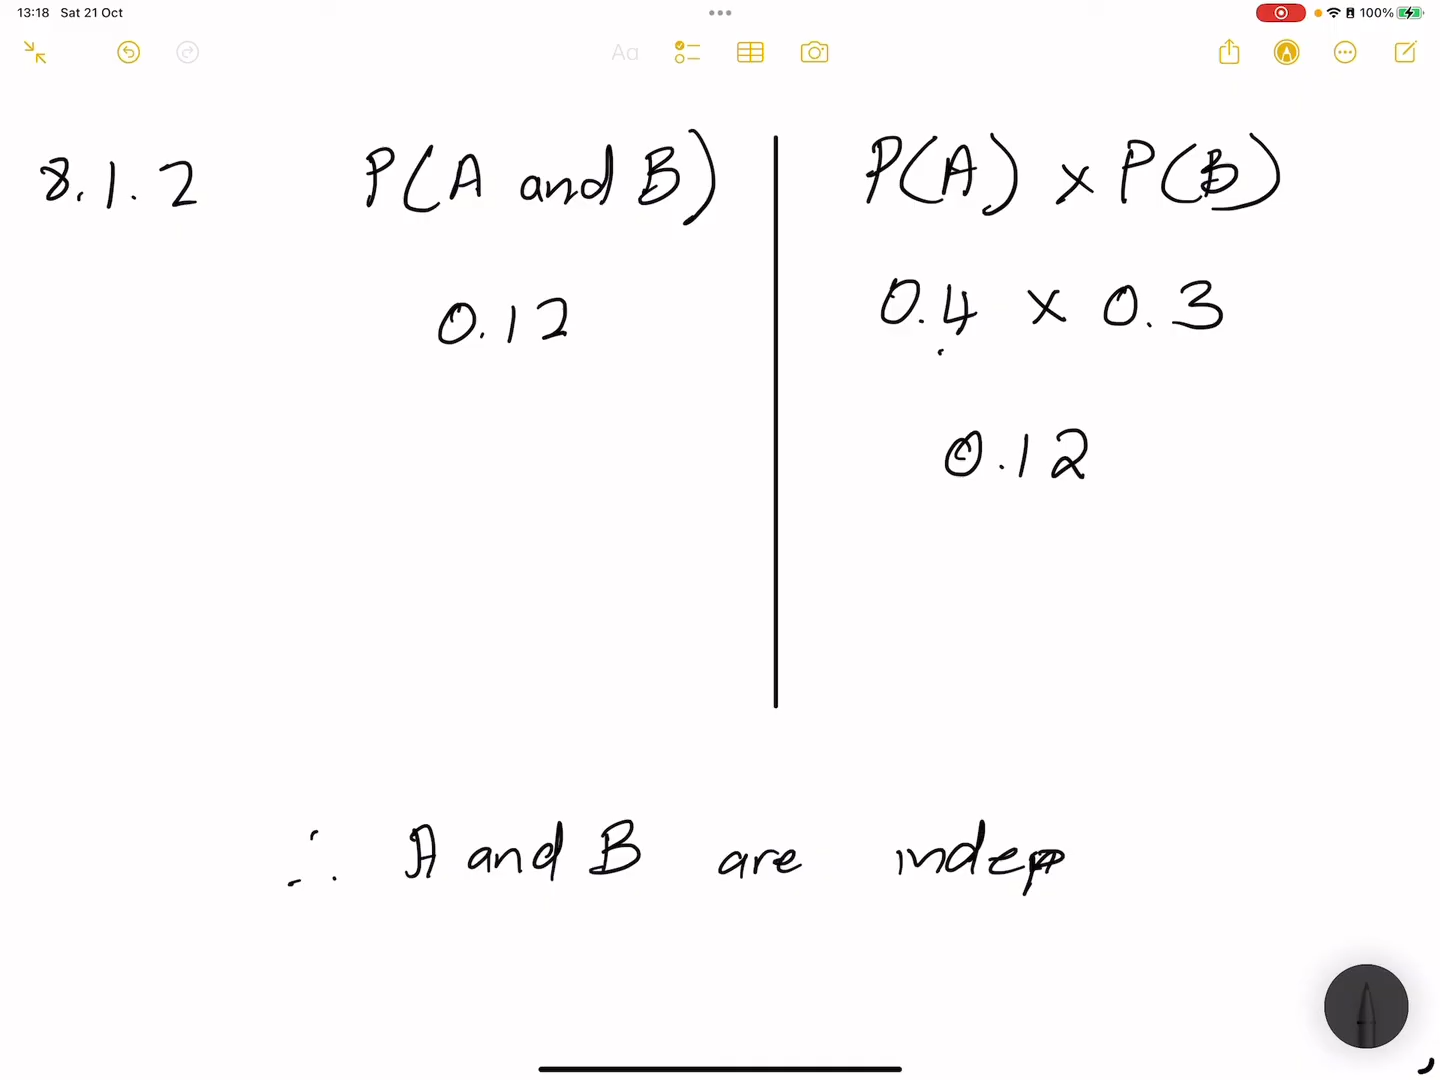 13:18 Sat 21 Oct
100%
Aa
8.1.2 P(A and B) P(A) x P(B)
0.12 0.4 x 0.3
0.12
∴ A and B are indep